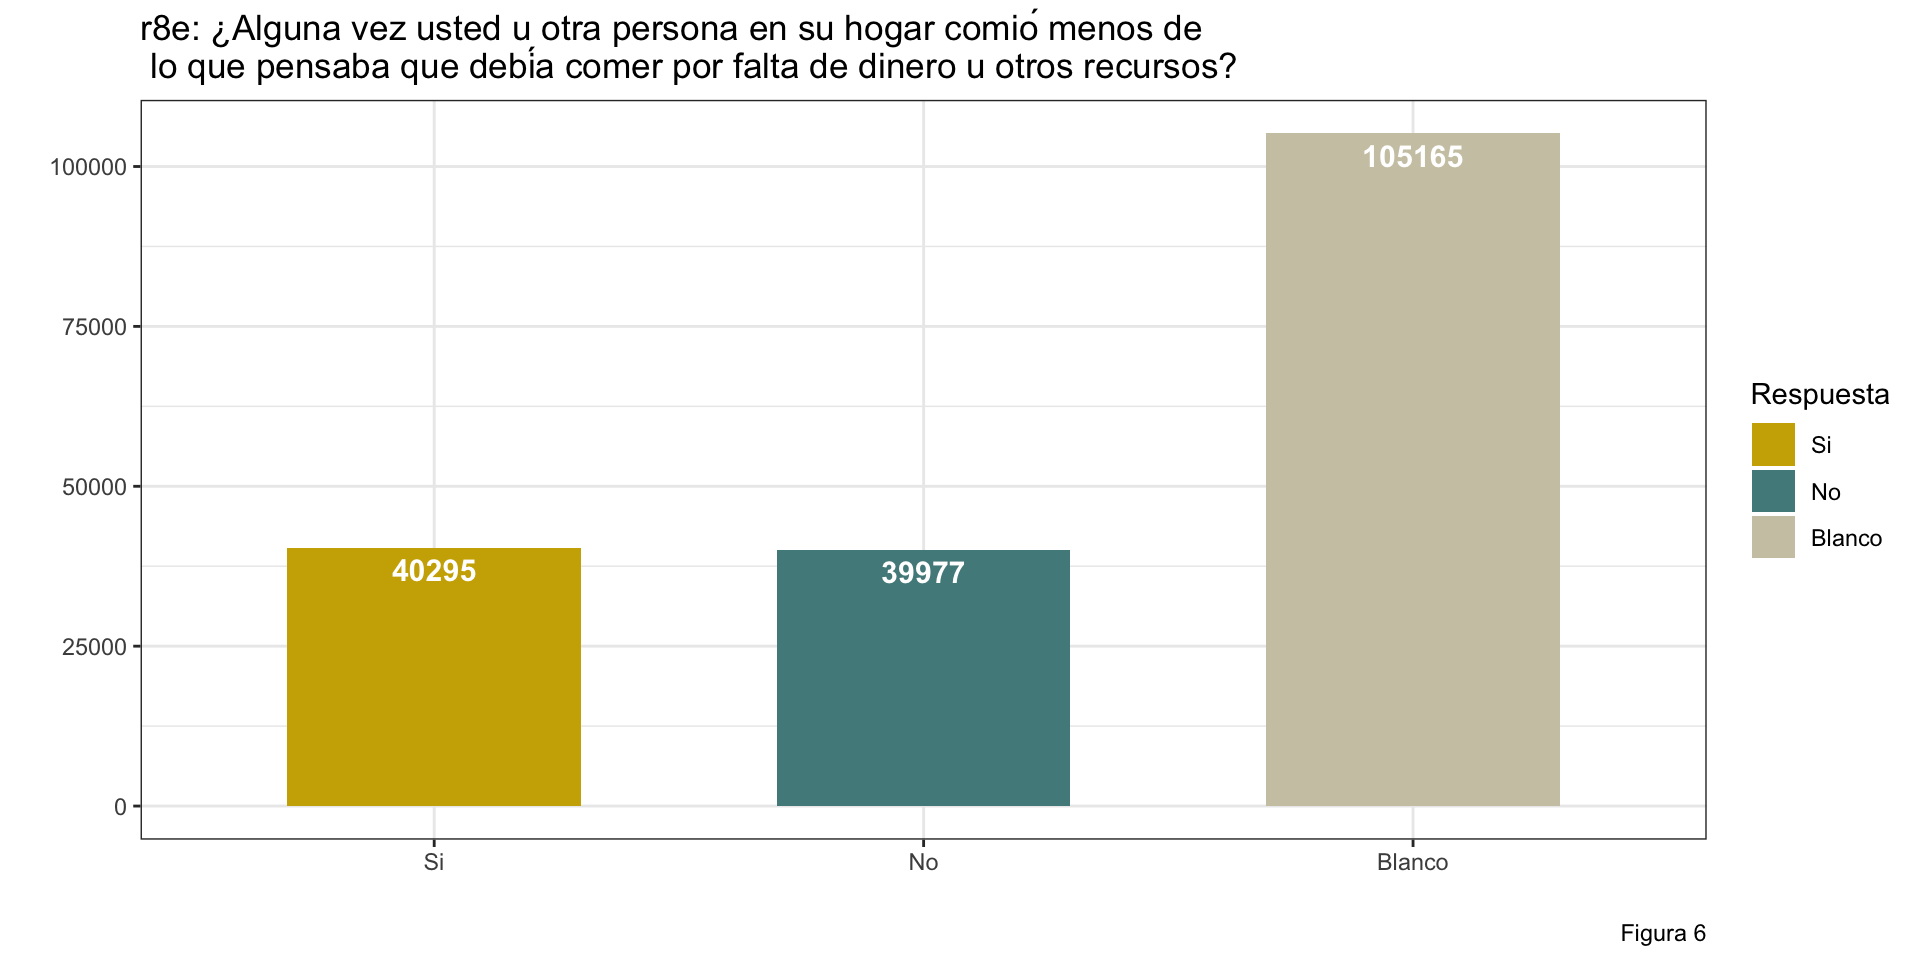 r8e: ¿Alguna vez usted u otra persona en su hogar comió menos de
lo que pensaba que debía comer por falta de dinero u otros recursos?
100000
75000
50000
25000
0
40295
39977
105165
Si
No
Blanco
Respuesta
Si
No
Blanco
Figura 6